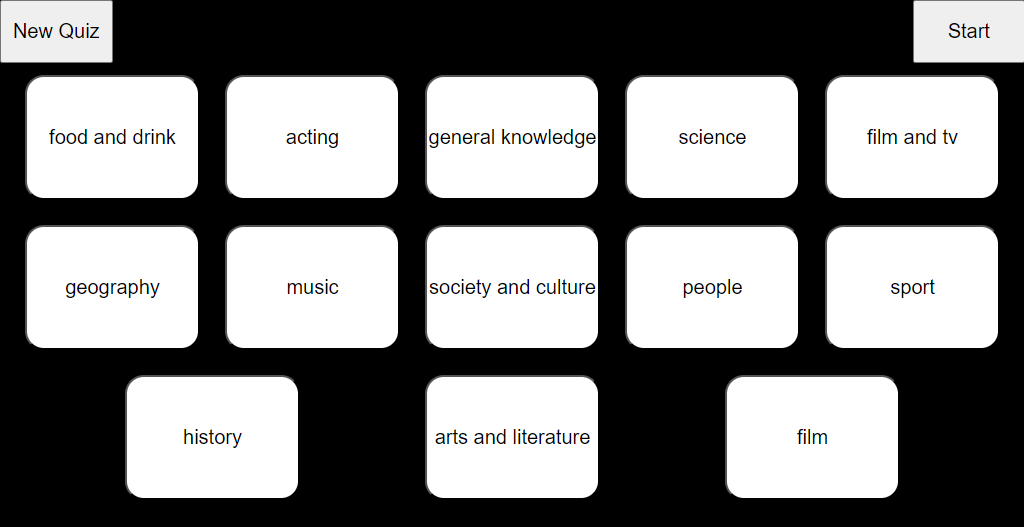 New Quiz
Start
food and drink
acting
general knowledge
science
film and tv
geography
music
society and culture
people
sport
history
arts and literature
film